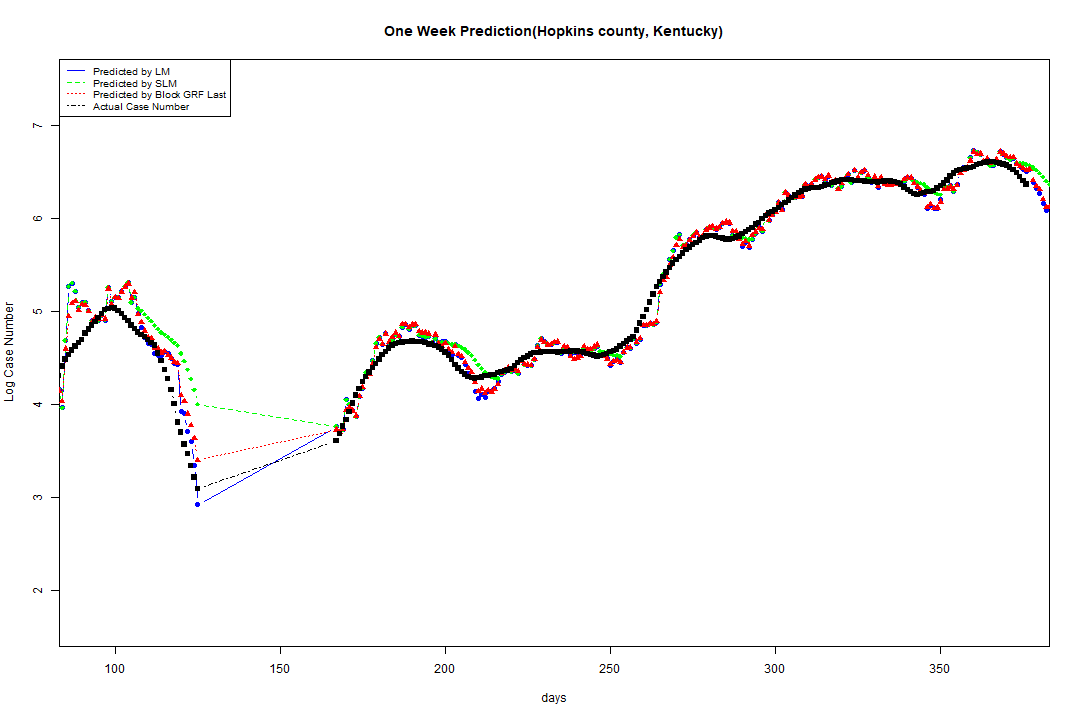 One Week Prediction(Hopkins county, Kentucky)
Predicted by LM
Predicted by SLM
Predicted by Block GRF Last
Actual Case Number
7
6
5
4
3
2
Log Case Number
100 150 200 250 300 350
days